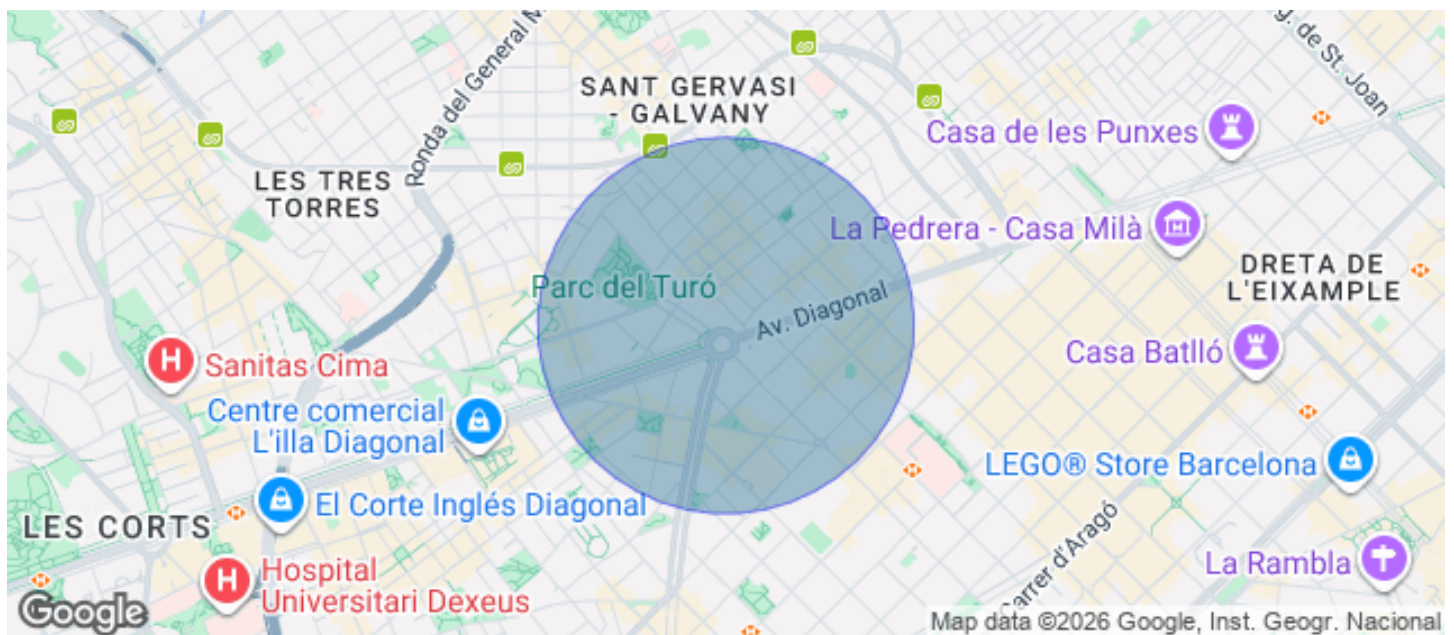 g. de St. Joan
Ronda del General M
SANT GERVASI
- GALVANY
Casa de les Punxes
LES TRES
TORRES
La Pedrera - Casa Milà
DRETA DE
L'EIXAMPLE
Parc del Turó
Av. Diagonal
Casa Batlló
Sanitas Cima
Centre comercial
L'illa Diagonal
LEGO® Store Barcelona
El Corte Inglés Diagonal
LES CORTS
Carrer d'Aragó
La Rambla
Hospital
Universitari Dexeus
H
H
Google
Map data ©2026 Google, Inst. Geogr. Nacional